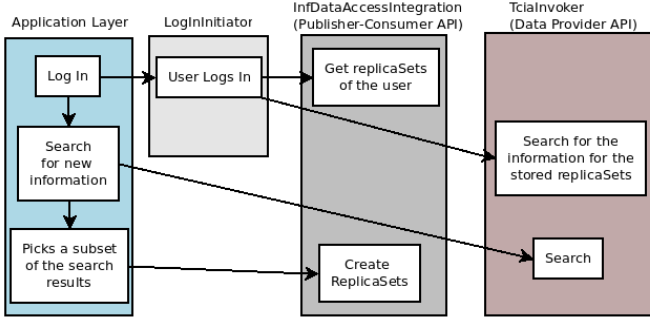 Application Layer
LogInInitiator
InfDataAccessIntegration
(Publisher-Consumer API)
TciaInvoker
(Data Provider API)
Log In
User Logs In
Get replicaSets
of the user
Search
for new
information
Search for the
information for the
stored replicaSets
Picks a subset
of the search
results
Create
ReplicaSets
Search